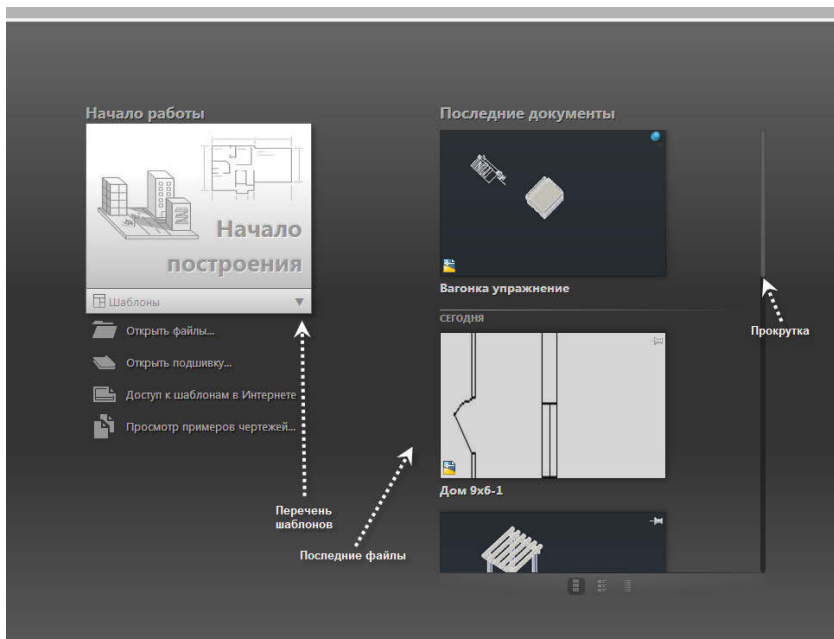 Начало работы
Начало
построения
Шаблоны
Открыть файлы...
Открыть подшивку...
Доступ к шаблонам в Интернете
Просмотр примеров чертежей...
Перечень
шаблонов
Последние файлы
Последние документы
Вагонка упражнение
СЕГОДНЯ
Дом 9х6-1
Прокрутка